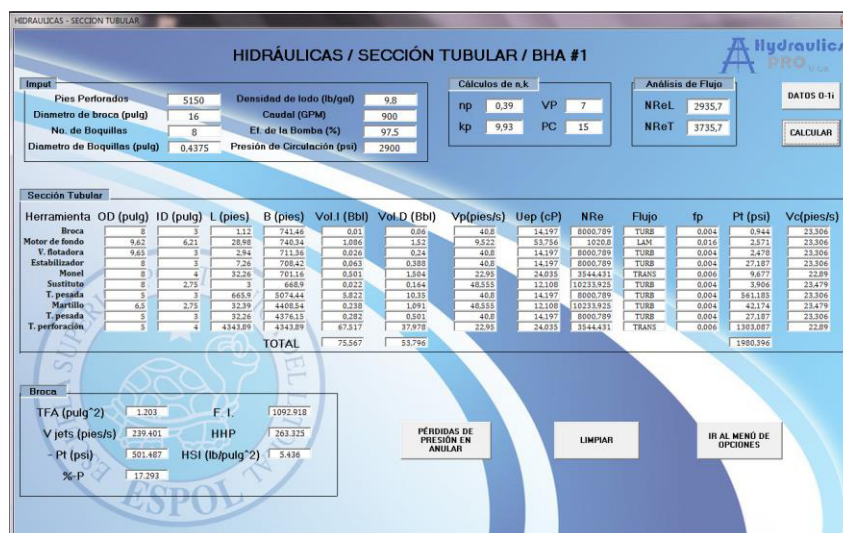 HIDRAULICAS - SECCION TUBULAR
HIDRÁULICAS / SECCIÓN TUBULAR / BHA #1
Hydraulics
PRO V.GR
Imput
Pies Perforados 5150 Densidad de lodo (lb/gal) 9,8
Diametro de broca (pulg) 16 Caudal (GPM) 900
No. de Boquillas 8 Ef. de la Bomba (%) 97,5
Diametro de Boquillas (pulg) 0,4375 Presión de Circulación (psi) 2900
Cálculos de n,k
np 0,39 VP 7
kp 9,93 PC 15
Análisis de Flujo
NReL 2935,7
NReT 3735,7
DATOS 0-1i
CALCULAR
Sección Tubular
Herramienta OD (pulg) ID (pulg) L (pies) B (pies) Vol.I (Bbl) Vol.D (Bbl) Vp(pies/s) Uep (cP) NRe Flujo fp Pt (psi) Vc(pies/s)
Broca 8 3 1,12 741,46 0,01 0,06 40,8 14,197 8000,789 TURB 0,004 0,944 23,306
Motor de fondo 9,62 6,21 28,98 740,34 1,086 1,52 9,522 53,756 1020,8 LAM 0,016 2,571 23,306
V. flotadora 9,65 3 2,94 711,36 0,026 0,24 40,8 14,197 8000,789 TURB 0,004 2,478 23,306
Estabilizador 8 3 7,26 708,42 0,063 0,388 40,8 14,197 8000,789 TURB 0,004 27,187 23,306
Monel 8 4 32,26 701,16 0,501 1,504 22,95 24,035 3544,431 TRANS 0,006 9,677 22,89
Sustituto 8 2,75 3 668,9 0,022 0,164 48,555 12,108 10233,925 TURB 0,004 3,906 23,479
T. pesada 5 3 665,9 5074,44 5,822 10,35 40,8 14,197 8000,789 TURB 0,004 561,185 23,306
Martillo 6,5 2,75 32,39 4408,54 0,238 1,091 48,555 12,108 10233,925 TURB 0,004 42,174 23,479
T. pesada 5 3 32,26 4376,15 0,282 0,501 40,8 14,197 8000,789 TURB 0,004 27,187 23,306
T. perforación 5 4 4343,89 4343,89 67,517 37,978 22,95 24,035 3544,431 TRANS 0,006 1303,087 22,89
TOTAL 75,567 53,796 1980,396
Broca
TFA (pulg^2) 1.203 F. I. 1092.918
V jets (pies/s) 239.401 HHP 263.325
- Pt (psi) 501.487 HSI (lb/pulg^2) 5.436
%-P 17.293
PÉRDIDAS DE PRESIÓN EN ANULAR
LIMPIAR
IR AL MENÚ DE OPCIONES
ESPOL